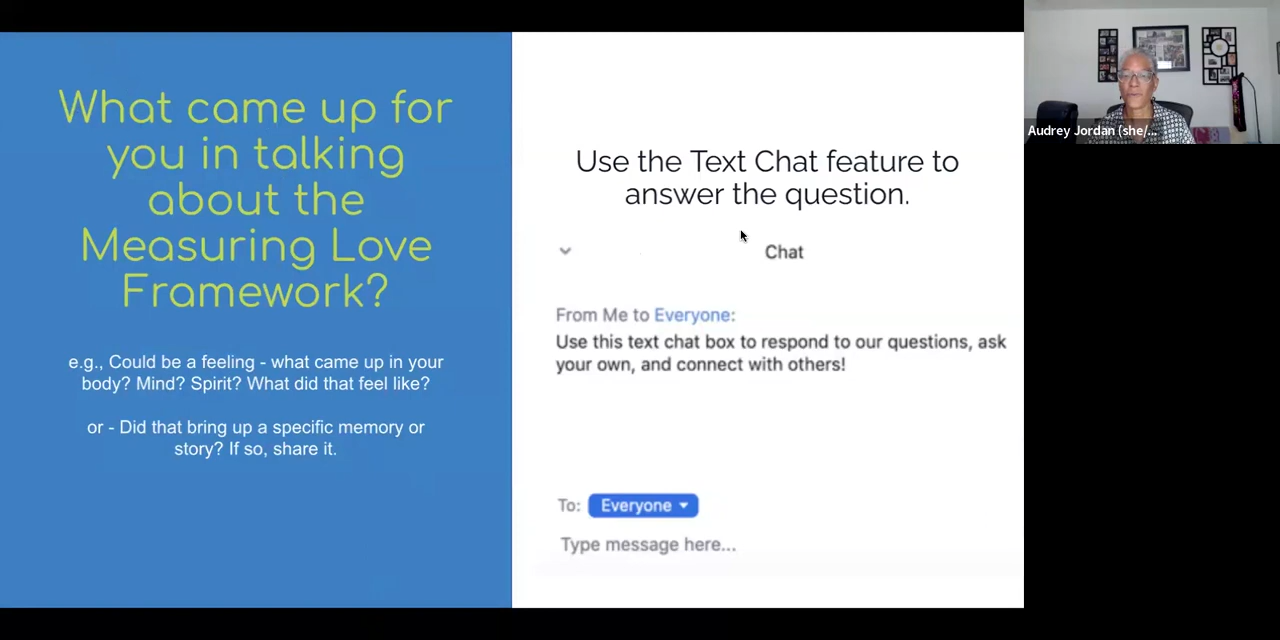 What came up for
you in talking
about the
Measuring Love
Framework?
e.g., Could be a feeling - what came up in your
body? Mind? Spirit? What did that feel like?
or - Did that bring up a specific memory or
story? If so, share it.
Use the Text Chat feature to
answer the question.
Chat
From Me to Everyone:
Use this text chat box to respond to our questions, ask
your own, and connect with others!
To: Everyone
Type message here...
Audrey Jordan (she/...